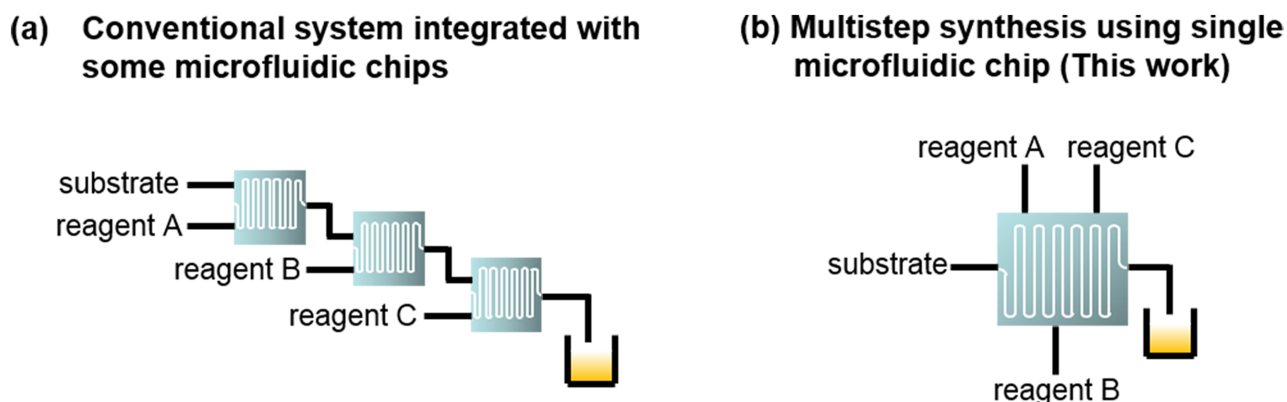 (a) Conventional system integrated with
some microfluidic chips
substrate
reagent A
reagent B
reagent C
(b) Multistep synthesis using single
microfluidic chip (This work)
reagent A reagent C
substrate
reagent B